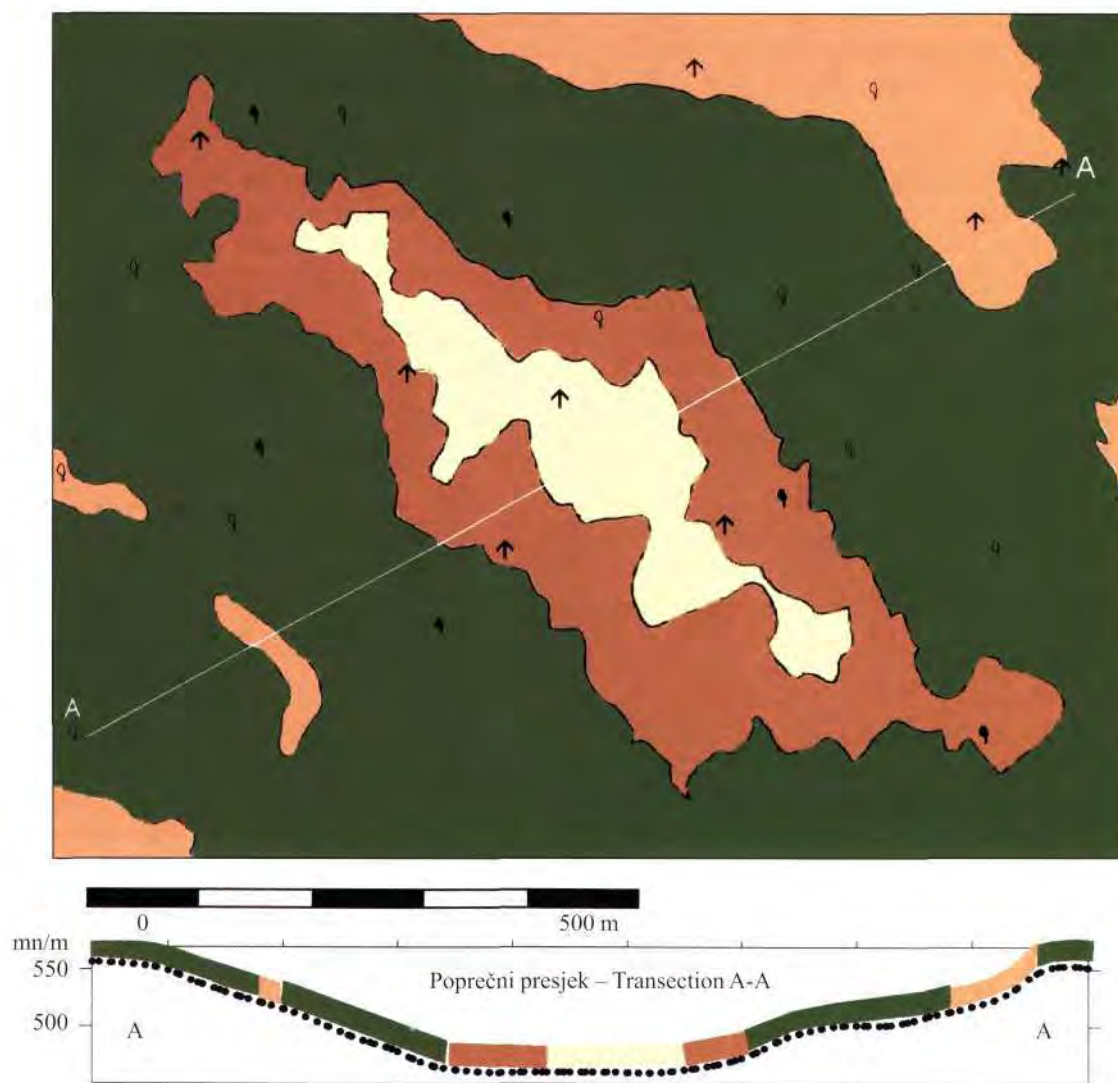 A
A
0 500 m
mn/m
550
Poprečni presjek – Transection A-A
500
A A